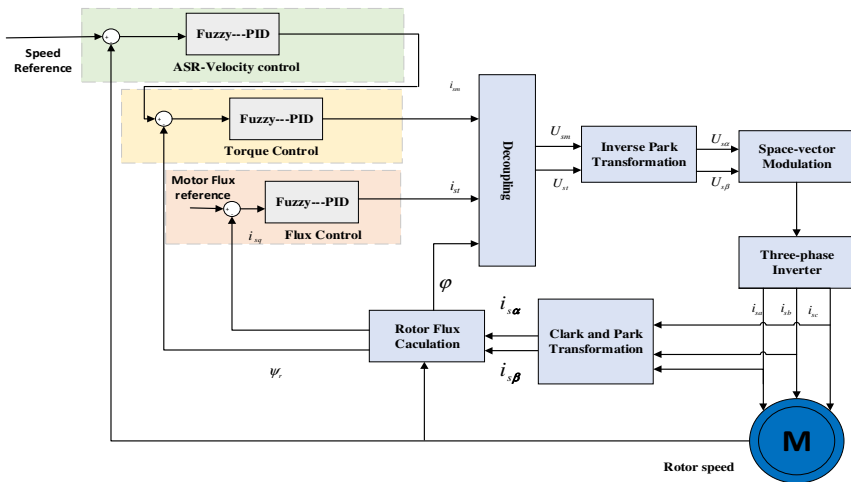 Speed
Reference
Fuzzy---PID
ASR-Velocity control
Fuzzy---PID
Torque Control
Motor Flux
reference
Fuzzy---PID
Flux Control
i_sq
i_sm
i_st
Decoupling
U_sm
U_st
Inverse Park
Transformation
U_sα
U_sβ
Space-vector
Modulation
Three-phase
Inverter
i_sa
i_sb
i_sc
φ
Rotor Flux
Caculation
i_sα
i_sβ
Clark and Park
Transformation
ψ_r
M
Rotor speed